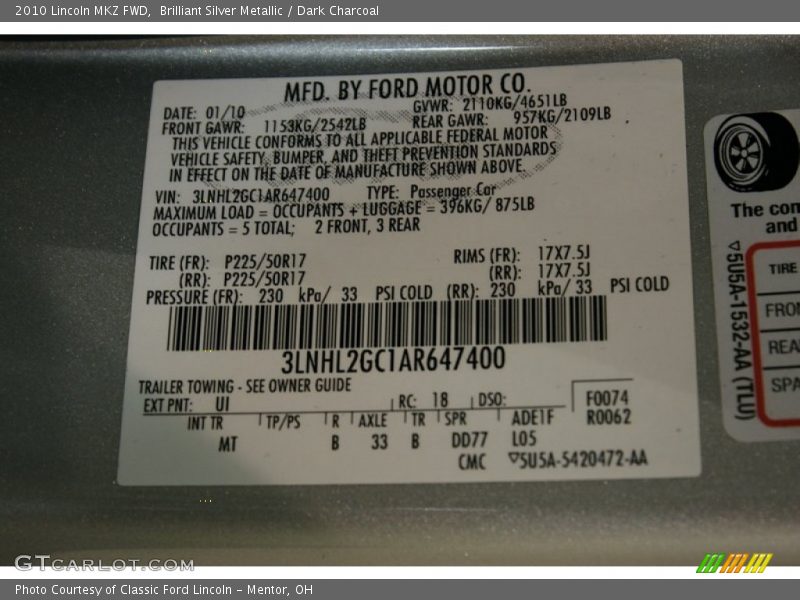 2010 Lincoln MKZ FWD,  Brilliant Silver Metallic / Dark Charcoal
MFD. BY FORD MOTOR CO.
DATE: 01/10 GVWR: 2110KG/4651LB
FRONT GAWR: 1153KG/2542LB REAR GAWR: 957KG/2109LB
THIS VEHICLE CONFORMS TO ALL APPLICABLE FEDERAL MOTOR
VEHICLE SAFETY, BUMPER, AND THEFT PREVENTION STANDARDS
IN EFFECT ON THE DATE OF MANUFACTURE SHOWN ABOVE
VIN: 3LNHL2GC1AR647400 TYPE: Passenger Car
MAXIMUM LOAD = OCCUPANTS + LUGGAGE = 396KG/ 875LB
OCCUPANTS = 5 TOTAL; 2 FRONT, 3 REAR
TIRE (FR): P225/50R17 RIMS (FR): 17X7.5J
(RR): P225/50R17 (RR): 17X7.5J
PRESSURE (FR): 230 kPa/ 33 PSI COLD (RR): 230 kPa/ 33 PSI COLD
3LNHL2GC1AR647400
TRAILER TOWING - SEE OWNER GUIDE
EXT PNT: UI RC: 18 DSO: F0074
INT TR TP/PS R AXLE TR SPR ADE1F R0062
MT B 33 B DD77 L05
CMC ▽5U5A-5420472-AA
The con
and
▽5U5A-1532-AA (TLU)
TIRE
FRON
REA
SPA
GTCARLOT.COM
Photo Courtesy of Classic Ford Lincoln - Mentor, OH